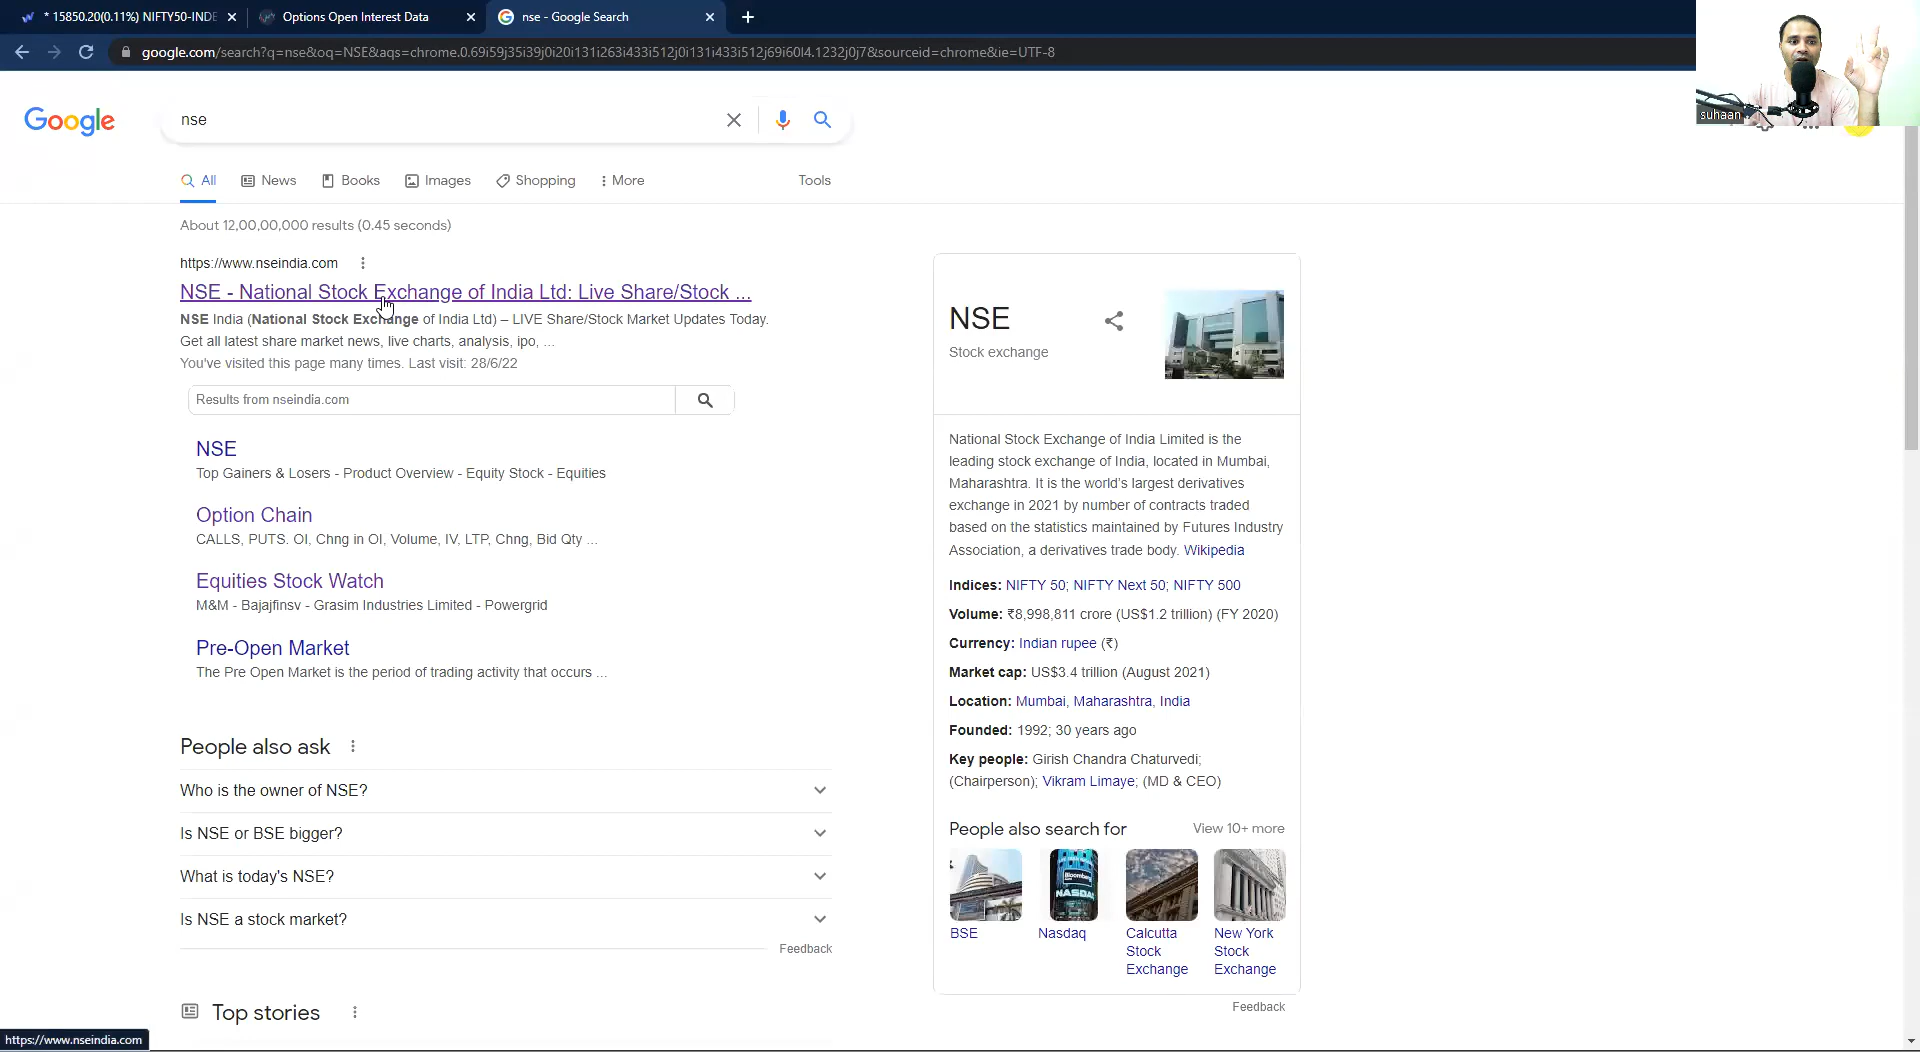 * 15850.20(0.11%) NIFTY50-INDE
Options Open Interest Data
nse - Google Search
google.com/search?q=nse&oq=NSE&aqs=chrome.0.69i59j35i39j0i20i131i263i433i512j0i131i433i512j69i60l4.1232j0j7&sourceid=chrome&ie=UTF-8
suhaan
Google
nse
All
News
Books
Images
Shopping
More
Tools
About 12,00,00,000 results (0.45 seconds)
https://www.nseindia.com
NSE - National Stock Exchange of India Ltd: Live Share/Stock ...
NSE India (National Stock Exchange of India Ltd) – LIVE Share/Stock Market Updates Today.
Get all latest share market news, live charts, analysis, ipo, ...
You've visited this page many times. Last visit: 28/6/22
Results from nseindia.com
NSE
Top Gainers & Losers - Product Overview - Equity Stock - Equities
Option Chain
CALLS, PUTS. OI, Chng in OI, Volume, IV, LTP, Chng, Bid Qty ...
Equities Stock Watch
M&M - Bajajfinsv - Grasim Industries Limited - Powergrid
Pre-Open Market
The Pre Open Market is the period of trading activity that occurs ...
People also ask
Who is the owner of NSE?
Is NSE or BSE bigger?
What is today's NSE?
Is NSE a stock market?
Feedback
Top stories
https://www.nseindia.com
NSE
Stock exchange
National Stock Exchange of India Limited is the
leading stock exchange of India, located in Mumbai,
Maharashtra. It is the world's largest derivatives
exchange in 2021 by number of contracts traded
based on the statistics maintained by Futures Industry
Association, a derivatives trade body. Wikipedia
Indices: NIFTY 50; NIFTY Next 50; NIFTY 500
Volume: ₹8,998,811 crore (US$1.2 trillion) (FY 2020)
Currency: Indian rupee (₹)
Market cap: US$3.4 trillion (August 2021)
Location: Mumbai, Maharashtra, India
Founded: 1992; 30 years ago
Key people: Girish Chandra Chaturvedi;
(Chairperson); Vikram Limaye; (MD & CEO)
People also search for
View 10+ more
Bloomberg
NASDAQ
BSE
Nasdaq
Calcutta
Stock
Exchange
New York
Stock
Exchange
Feedback